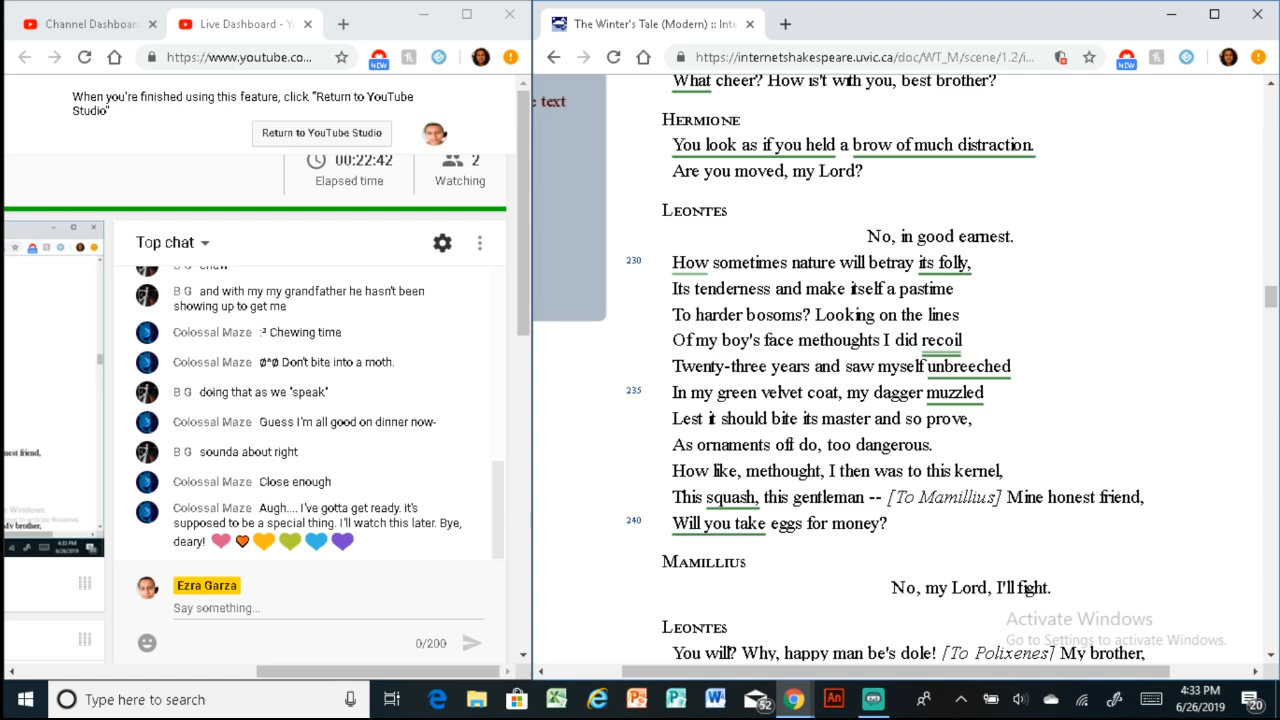 Channel Dashboard
Live Dashboard - Y
The Winter's Tale (Modern) :: Inte
https://www.youtube.co...
NEW
https://internetshakespeare.uvic.ca/doc/WT_M/scene/1.2/i...
NEW
When you're finished using this feature, click "Return to YouTube
Studio"
Return to YouTube Studio
00:22:42
Elapsed time
2
Watching
Top chat
B G chew
B G and with my my grandfather he hasn't been
showing up to get me
Colossal Maze :³ Chewing time
Colossal Maze ø^ø Don't bite into a moth.
B G doing that as we "speak"
Colossal Maze Guess I'm all good on dinner now-
B G sounda about right
Colossal Maze Close enough
Colossal Maze Augh.... I've gotta get ready. it's
supposed to be a special thing. I'll watch this later. Bye,
deary!
Ezra Garza
Say something...
0/200
nest friend,
My brother,
e text
What cheer? How is't with you, best brother?
HERMIONE
You look as if you held a brow of much distraction.
Are you moved, my Lord?
LEONTES
No, in good earnest.
230 How sometimes nature will betray its folly,
Its tenderness and make itself a pastime
To harder bosoms? Looking on the lines
Of my boy's face methoughts I did recoil
Twenty-three years and saw myself unbreeched
235 In my green velvet coat, my dagger muzzled
Lest it should bite its master and so prove,
As ornaments oft do, too dangerous.
How like, methought, I then was to this kernel,
This squash, this gentleman -- [To Mamillius] Mine honest friend,
240 Will you take eggs for money?
MAMILLIUS
No, my Lord, I'll fight.
LEONTES
You will? Why, happy man be's dole! [To Polixenes] My brother,
Activate Windows
Go to Settings to activate Windows.
Type here to search
52
An
4:33 PM
6/26/2019
20